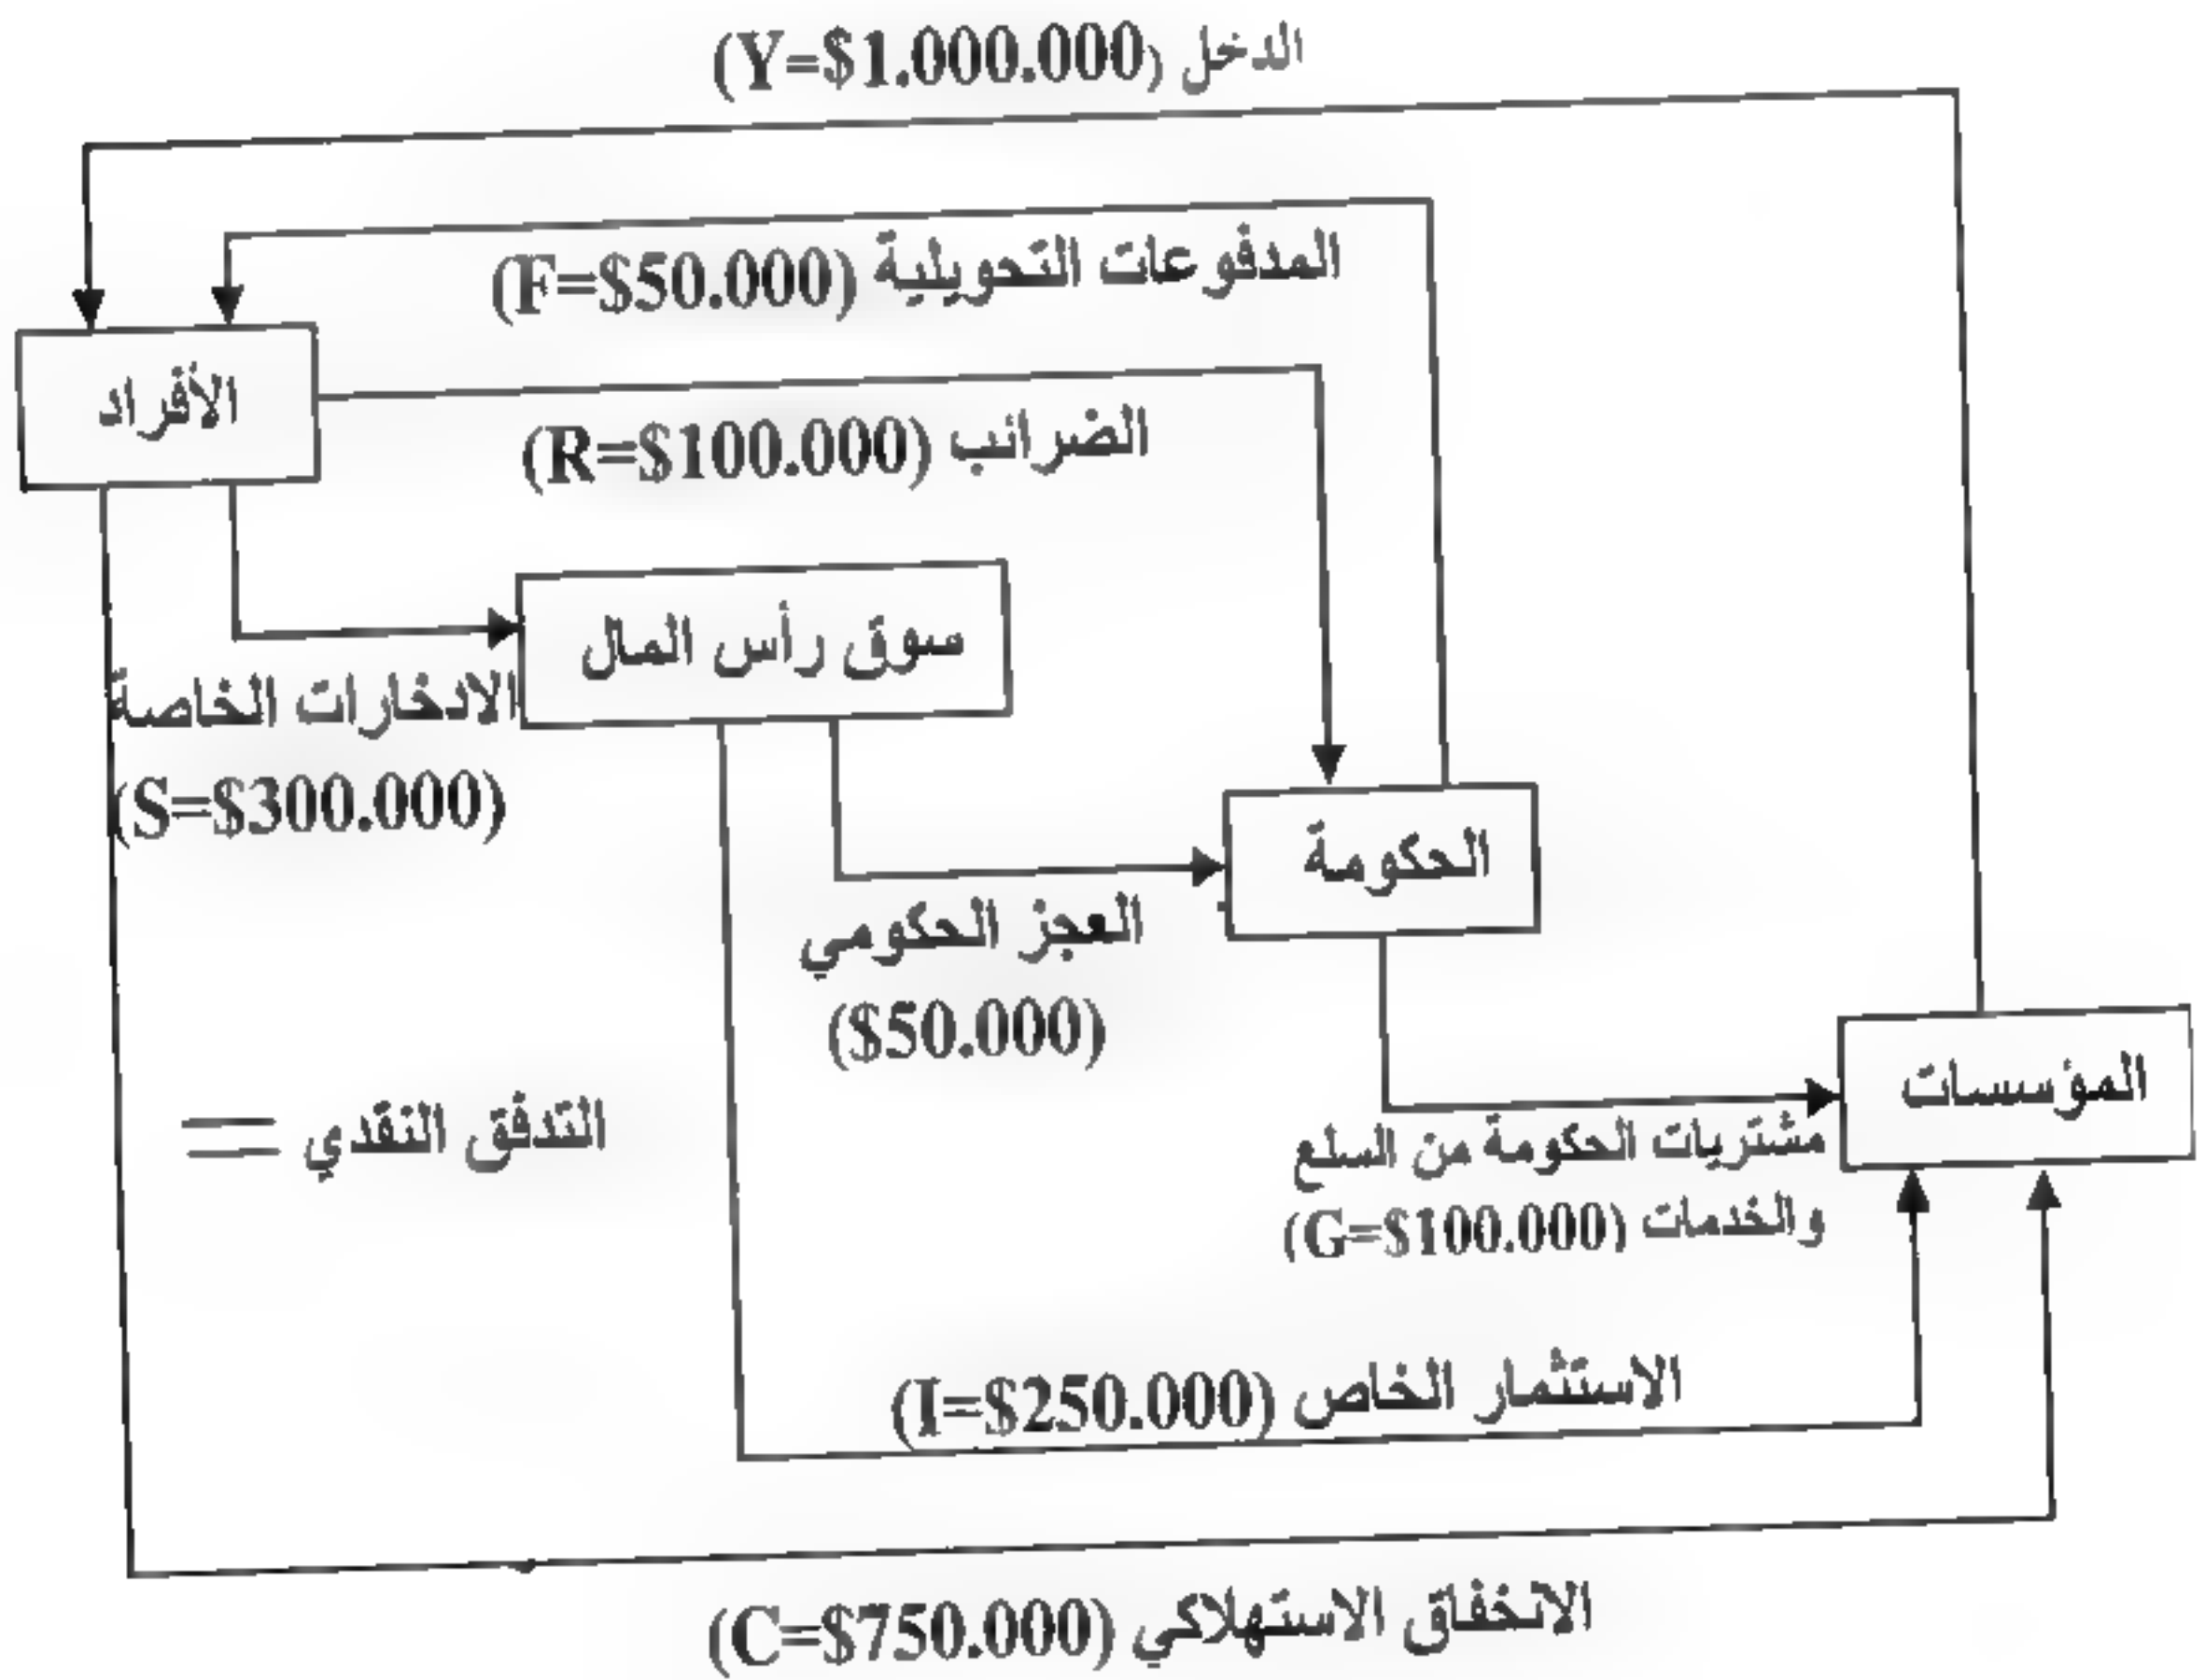 الدخل (Y=$1.000.000)
المدفوعات التحويلية (F=$50.000)
الأفراد
الضرائب (R=$100.000)
سوق رأس المال
الادخارات الخاصة
(S=$300.000)
الحكومة
العجز الحكومي
($50.000)
المؤسسات
التدفق النقدي
مشتريات الحكومة من السلع
والخدمات (G=$100.000)
الاستثمار الخاص (I=$250.000)
الانخفاق الاستهلاكي (C=$750.000)